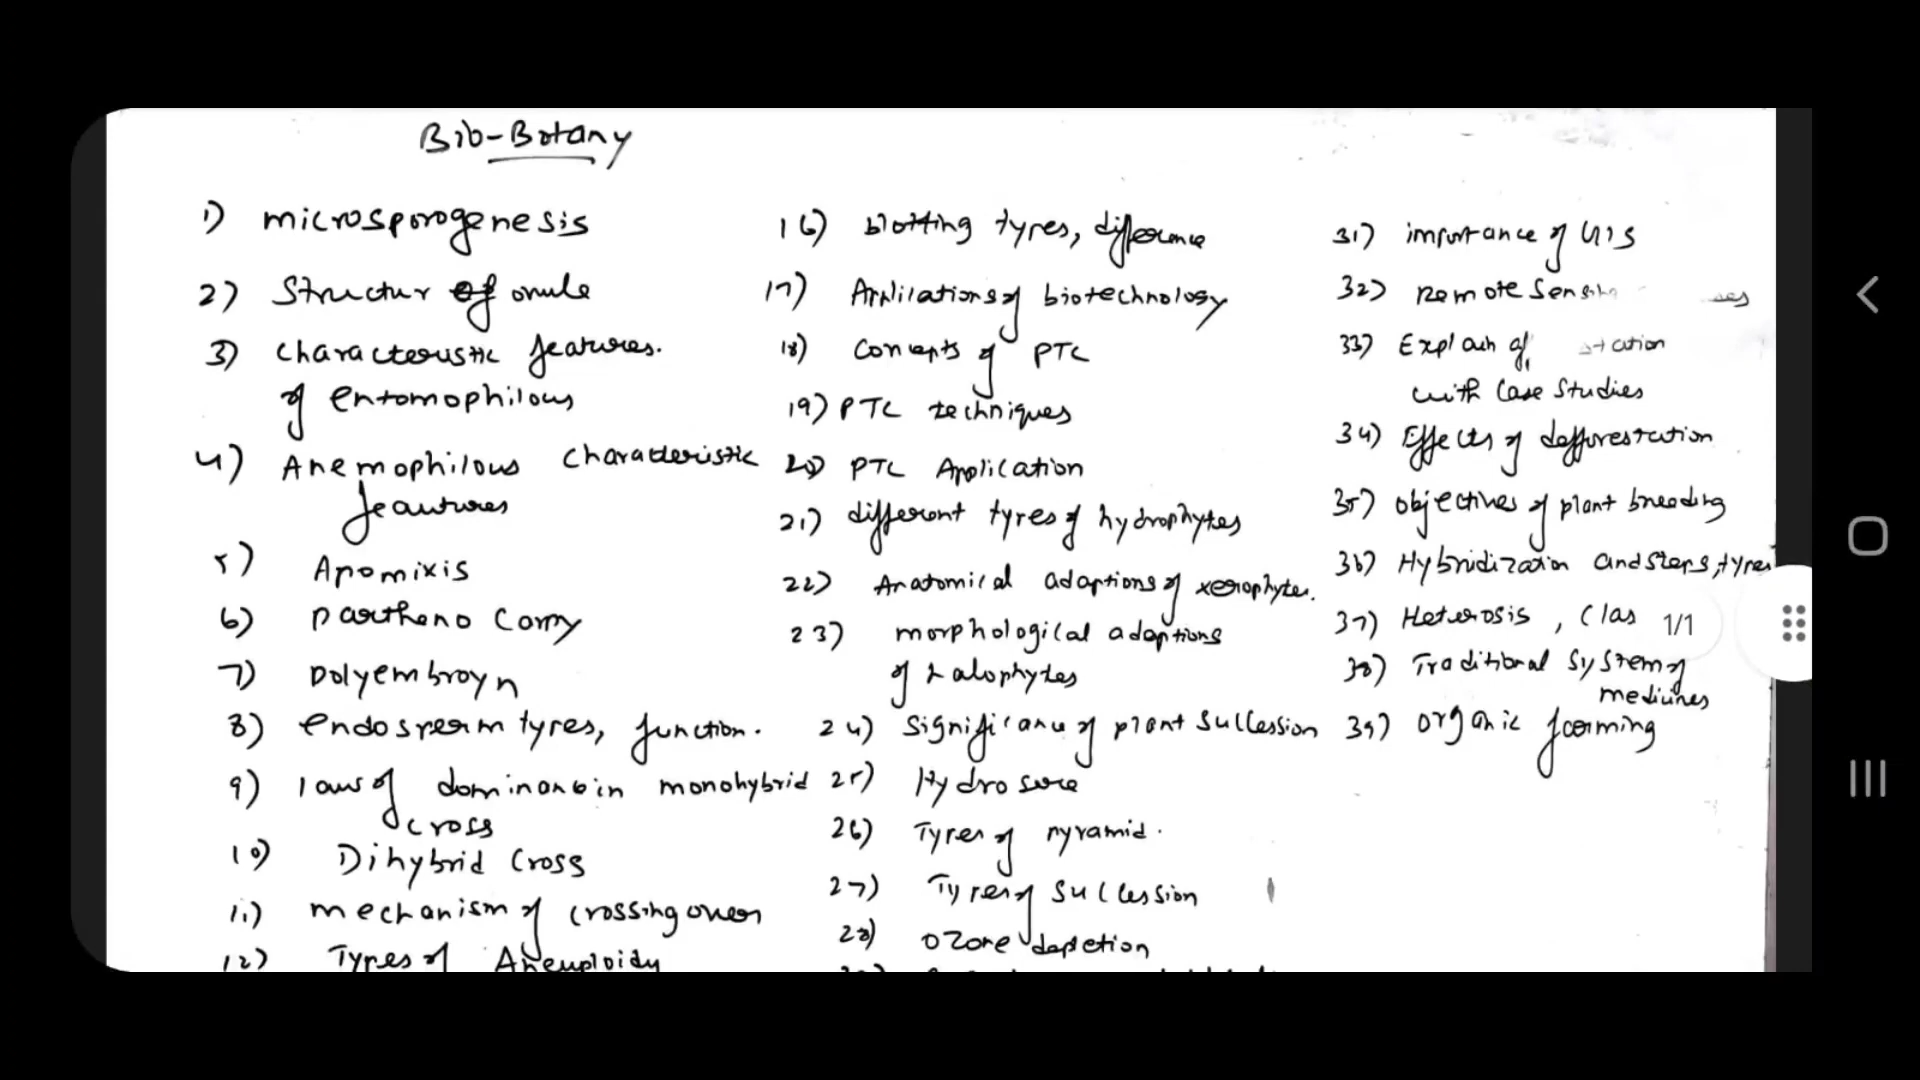 Bio-Botany
1) microsporogenesis
2) Structur of ovule
3) characteristic features.
of entomophilous
4) Anemophilous characteristic
feautures
5) Apomixis
6) Partheno Carpy
7) Polyembroyn
8) endosperm types, function.
9) laws of dominance in monohybrid
cross
10) Dihybrid Cross
11) mechanism of crossing over
12) Types of Aneuploidy
16) blotting types, difference
17) Applications of biotechnology
18) Concepts of PTC
19) PTC techniques
20) PTC Application
21) different types of hydrophytes
22) Anatomical adaptions of xerophytes.
23) morphological adaptions
of halophytes
24) Significance of plant Succession
25) Hydrosere
26) Types of pyramid.
27) Types of Succession
28) Ozone depletion
31) importance of GIS
32) Remote Sensing
33) Explain of
with Case Studies
34) Effects of defforestation
35) Objectives of plant breeding
36) Hybridization and steps, types
37) Heterosis, Clas
38) Traditional System of
medicines
39) organic farming
1/1